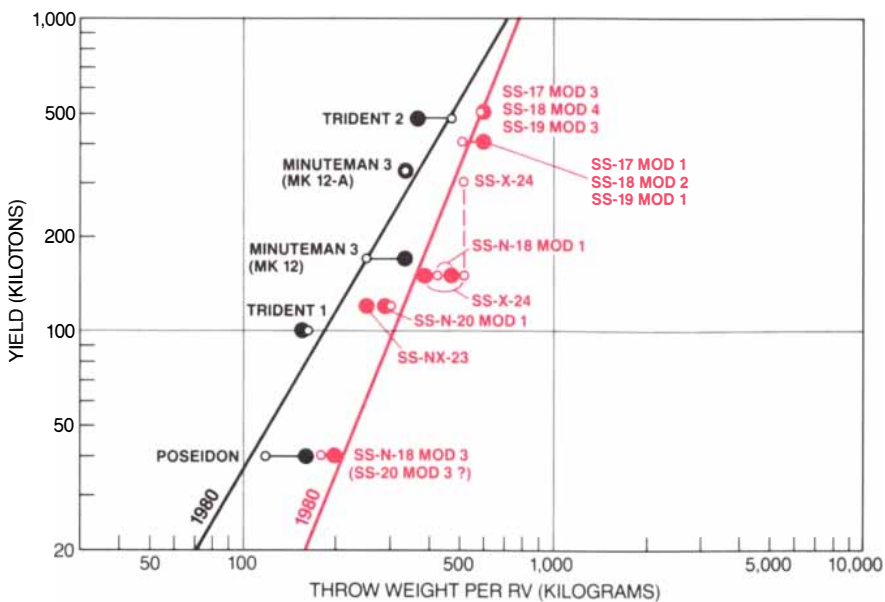 1,000
500
200
100
50
20
YIELD (KILOTONS)
TRIDENT 2
MINUTEMAN 3
(MK 12-A)
MINUTEMAN 3
(MK 12)
TRIDENT 1
POSEIDON
1980
1980
SS-17 MOD 3
SS-18 MOD 4
SS-19 MOD 3
SS-17 MOD 1
SS-18 MOD 2
SS-19 MOD 1
SS-X-24
SS-N-18 MOD 1
SS-X-24
SS-N-20 MOD 1
SS-NX-23
SS-N-18 MOD 3
(SS-20 MOD 3 ?)
50
100
200
500
1,000
5,000
10,000
THROW WEIGHT PER RV (KILOGRAMS)